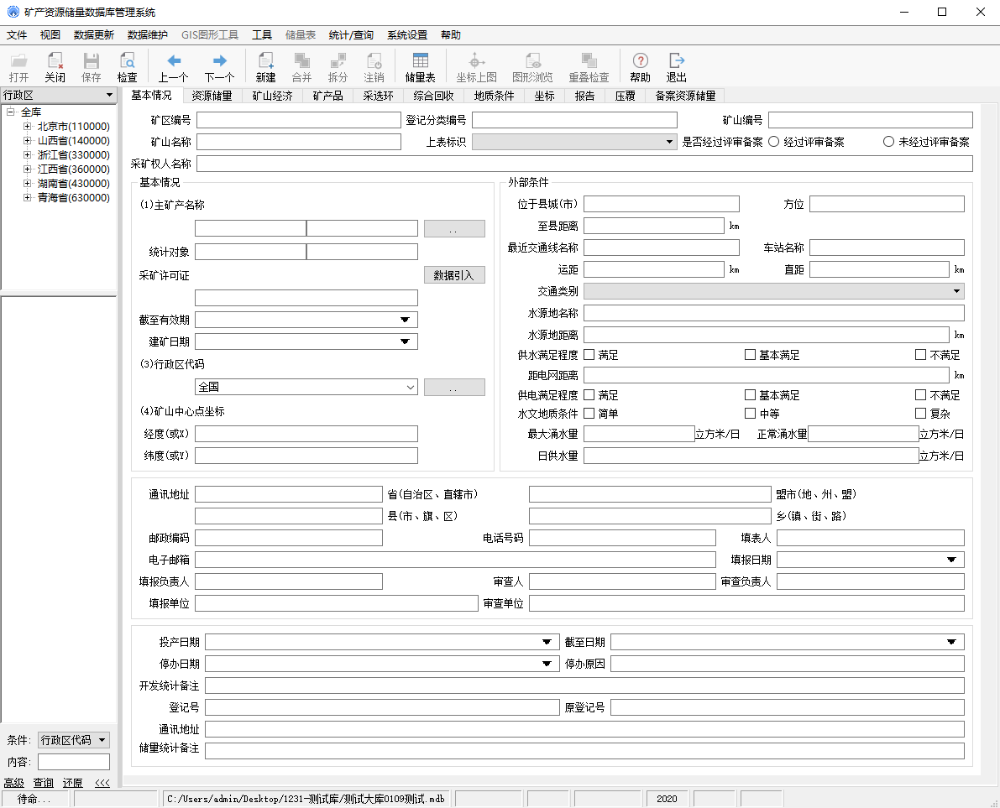 矿产资源储量数据库管理系统
文件 视图 数据更新 数据维护 GIS图形工具 工具 储量表 统计/查询 系统设置 帮助
打开 关闭 保存 检查 上一个 下一个 新建 合并 拆分 注销 储量表 坐标上图 图形浏览 重叠检查 帮助 退出
行政区
全库
北京市(110000)
山西省(140000)
浙江省(330000)
江西省(360000)
湖南省(430000)
青海省(630000)
条件: 行政区代码
内容:
高级 查询 还原 <<<
基本情况 资源储量 矿山经济 矿产品 采选环 综合回收 地质条件 坐标 报告 压覆 备案资源储量
矿区编号 登记分类编号 矿山编号
矿山名称 上表标识 是否经过评审备案 经过评审备案 未经过评审备案
采矿权人名称
基本情况
(1)主矿产名称
..
统计对象
采矿许可证 数据引入
截至有效期
建矿日期
(3)行政区代码
全国 ..
(4)矿山中心点坐标
经度(或X)
纬度(或Y)
外部条件
位于县城(市) 方位
至县距离 km
最近交通线名称 车站名称
运距 km 直距 km
交通类别
水源地名称
水源地距离 km
供水满足程度 满足 基本满足 不满足
距电网距离 km
供电满足程度 满足 基本满足 不满足
水文地质条件 简单 中等 复杂
最大涌水量 立方米/日 正常涌水量 立方米/日
日供水量 立方米/日
通讯地址 省(自治区、直辖市) 盟市(地、州、盟)
县(市、旗、区) 乡(镇、街、路)
邮政编码 电话号码 填表人
电子邮箱 填报日期
填报负责人 审查人 审查负责人
填报单位 审查单位
投产日期 截至日期
停办日期 停办原因
开发统计备注
登记号 原登记号
通讯地址
储量统计备注
待命... C:/Users/admin/Desktop/1231-测试库/测试大库0109测试.mdb 2020